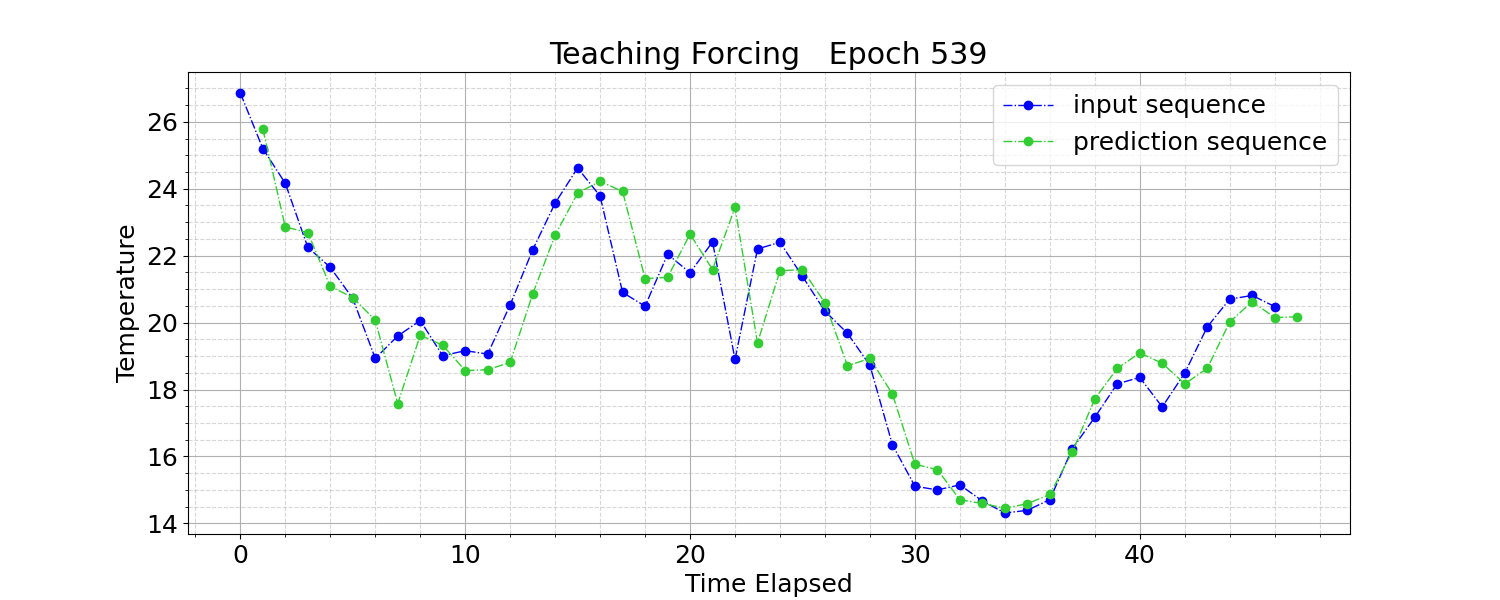 Teaching Forcing   Epoch 539
input sequence
prediction sequence
Temperature
26
24
22
20
18
16
14
0 10 20 30 40
Time Elapsed